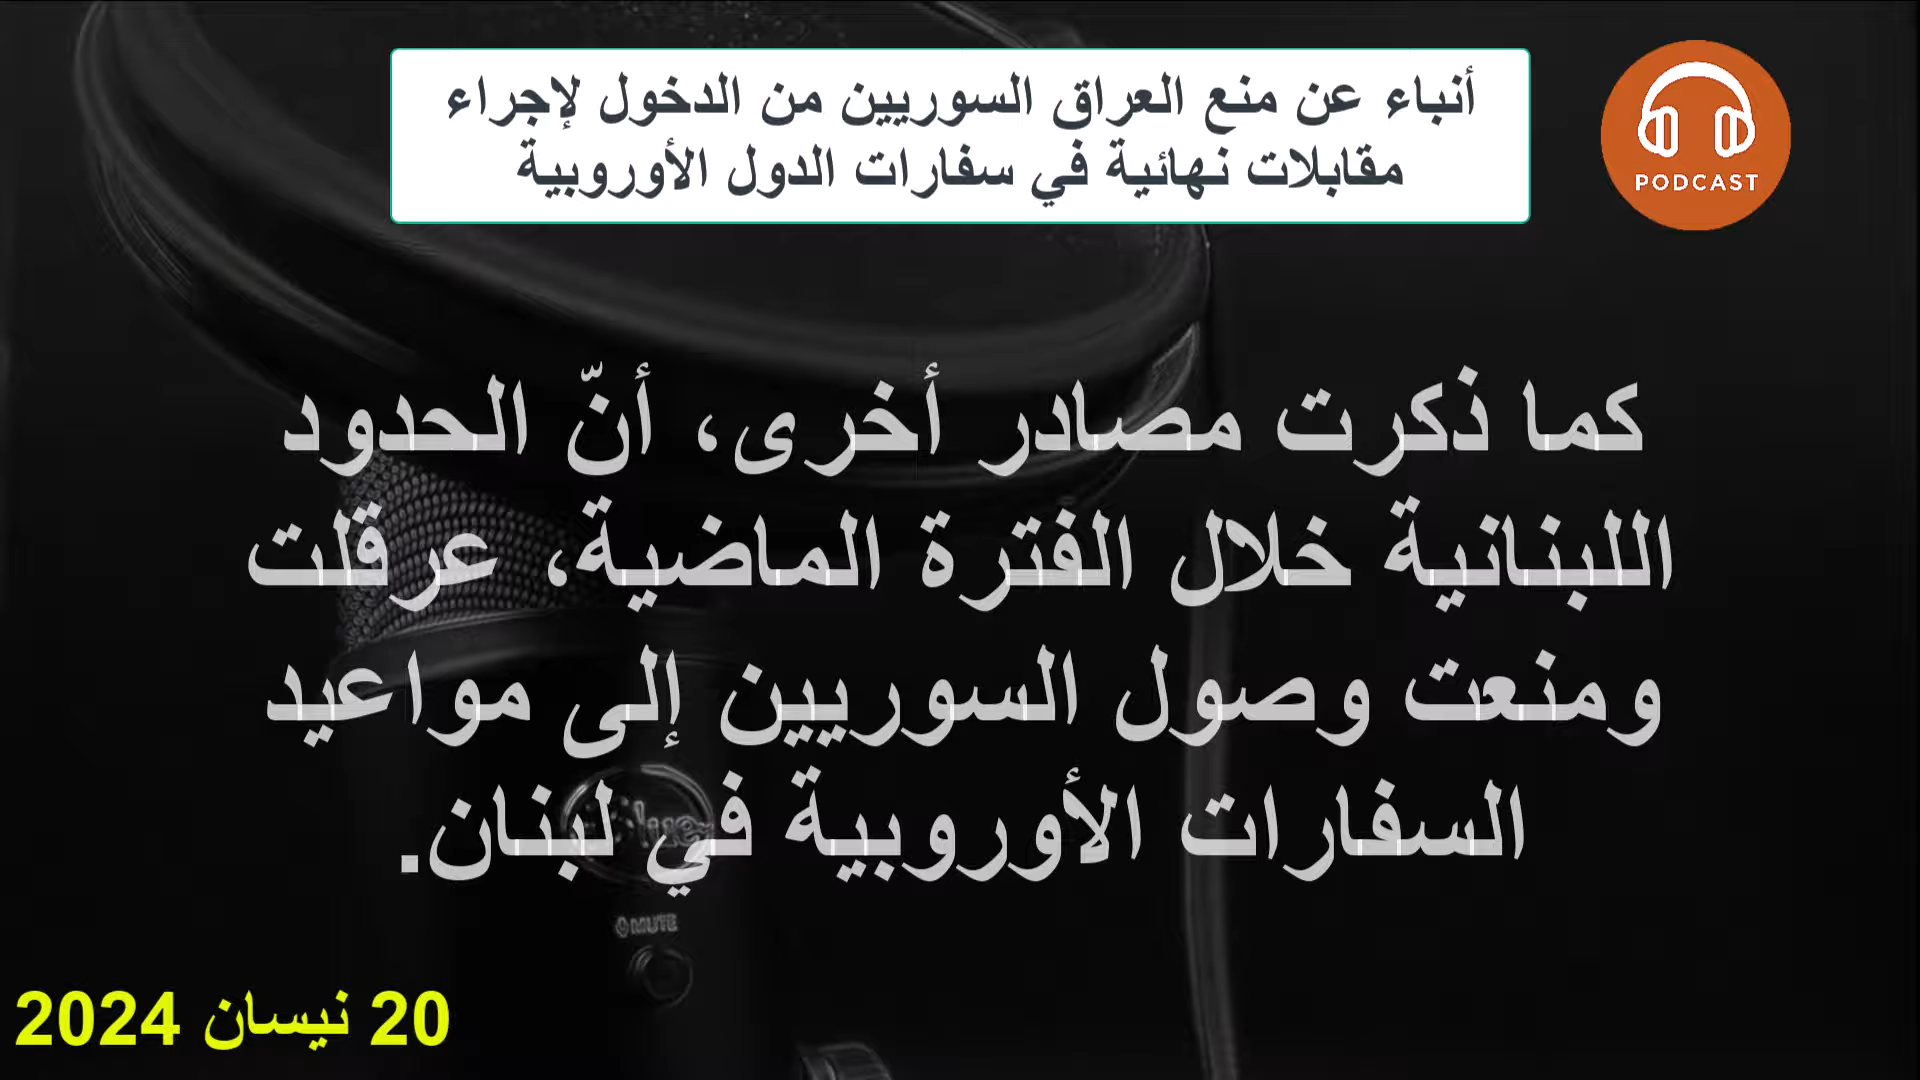 أنباء عن منع العراق السوريين من الدخول لإجراء
مقابلات نهائية في سفارات الدول الأوروبية
PODCAST
كما ذكرت مصادر أخرى، أنّ الحدود
اللبنانية خلال الفترة الماضية، عرقلت
ومنعت وصول السوريين إلى مواعيد
السفارات الأوروبية في لبنان.
MUTE
20 نيسان 2024